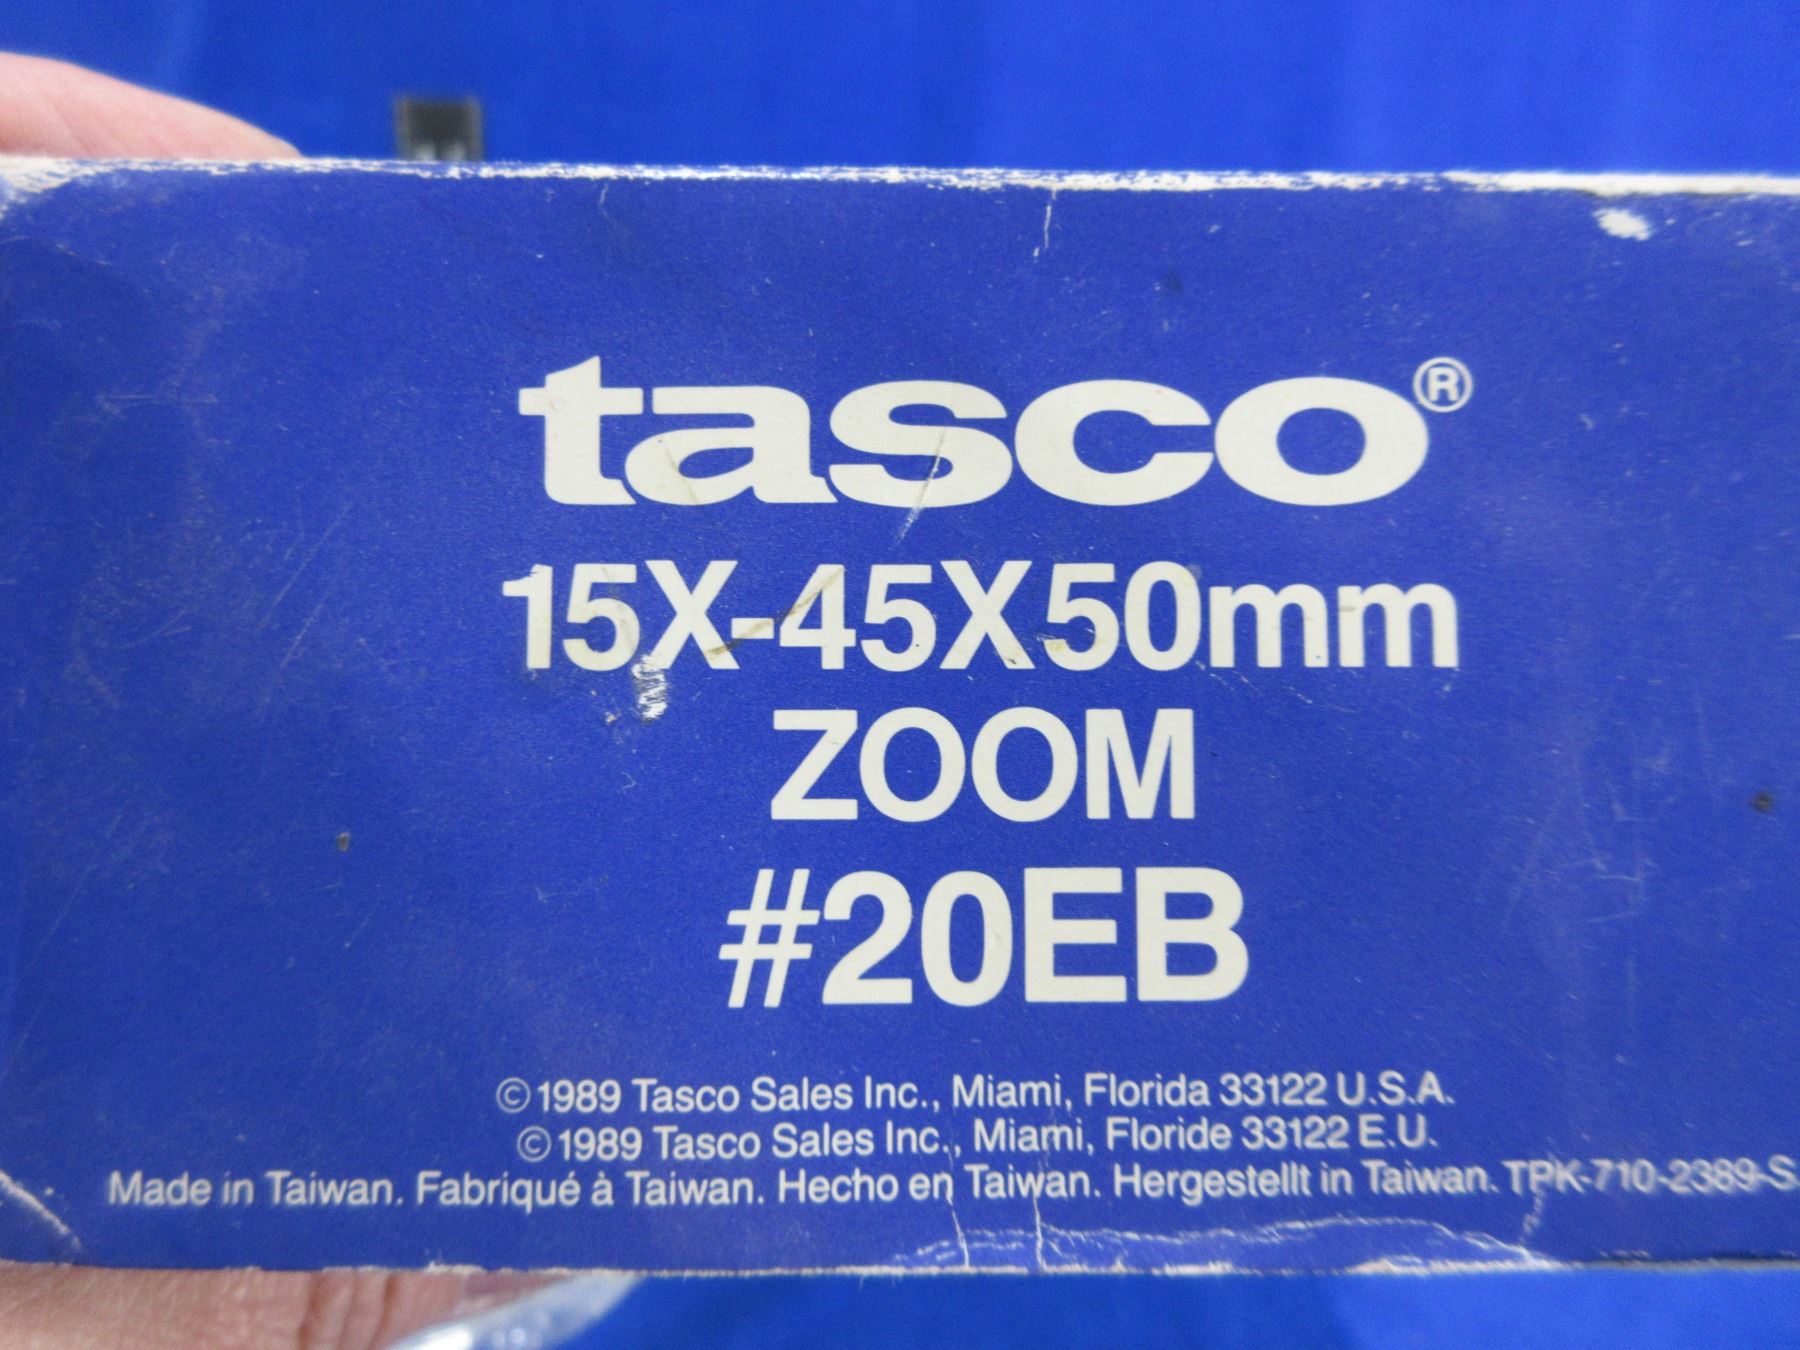 tasco®
15X-45X50mm
ZOOM
#20EB
©1989 Tasco Sales Inc., Miami, Florida 33122 U.S.A.
©1989 Tasco Sales Inc., Miami, Floride 33122 E.U.
Made in Taiwan. Fabriqué à Taiwan. Hecho en Taiwan. Hergestellt in Taiwan. TPK-710-2389-S